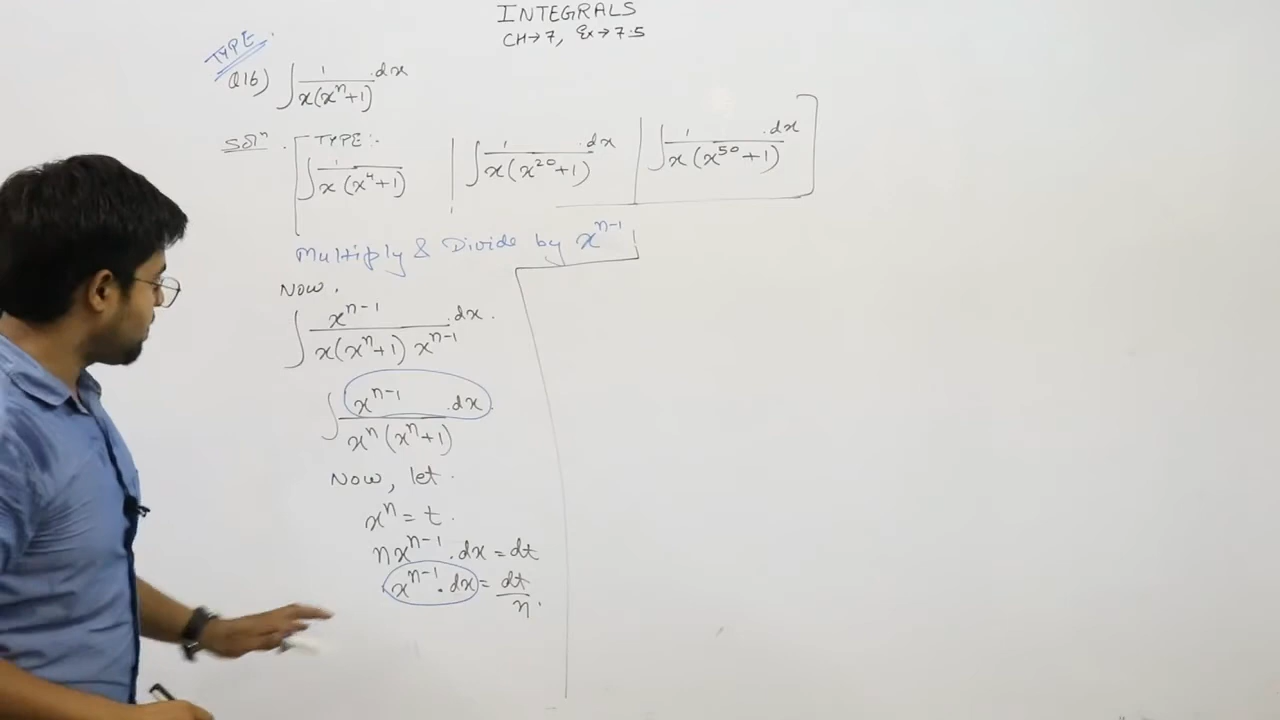 INTEGRALS
CH→7, Ex→7.5
TYPE.
Q16) ∫ 1/x(xⁿ+1) .dx
Solⁿ. [TYPE:-
∫ 1/x(x⁴+1) | ∫ 1/x(x²⁰+1) .dx | ∫ 1/x(x⁵⁰+1) .dx]
Multiply & Divide by xⁿ⁻¹
Now.
∫ xⁿ⁻¹/x(xⁿ+1) xⁿ⁻¹ .dx.
∫ xⁿ⁻¹ .dx/xⁿ(xⁿ+1)
Now, let.
xⁿ = t.
nxⁿ⁻¹.dx = dt
xⁿ⁻¹.dx = dt/n.